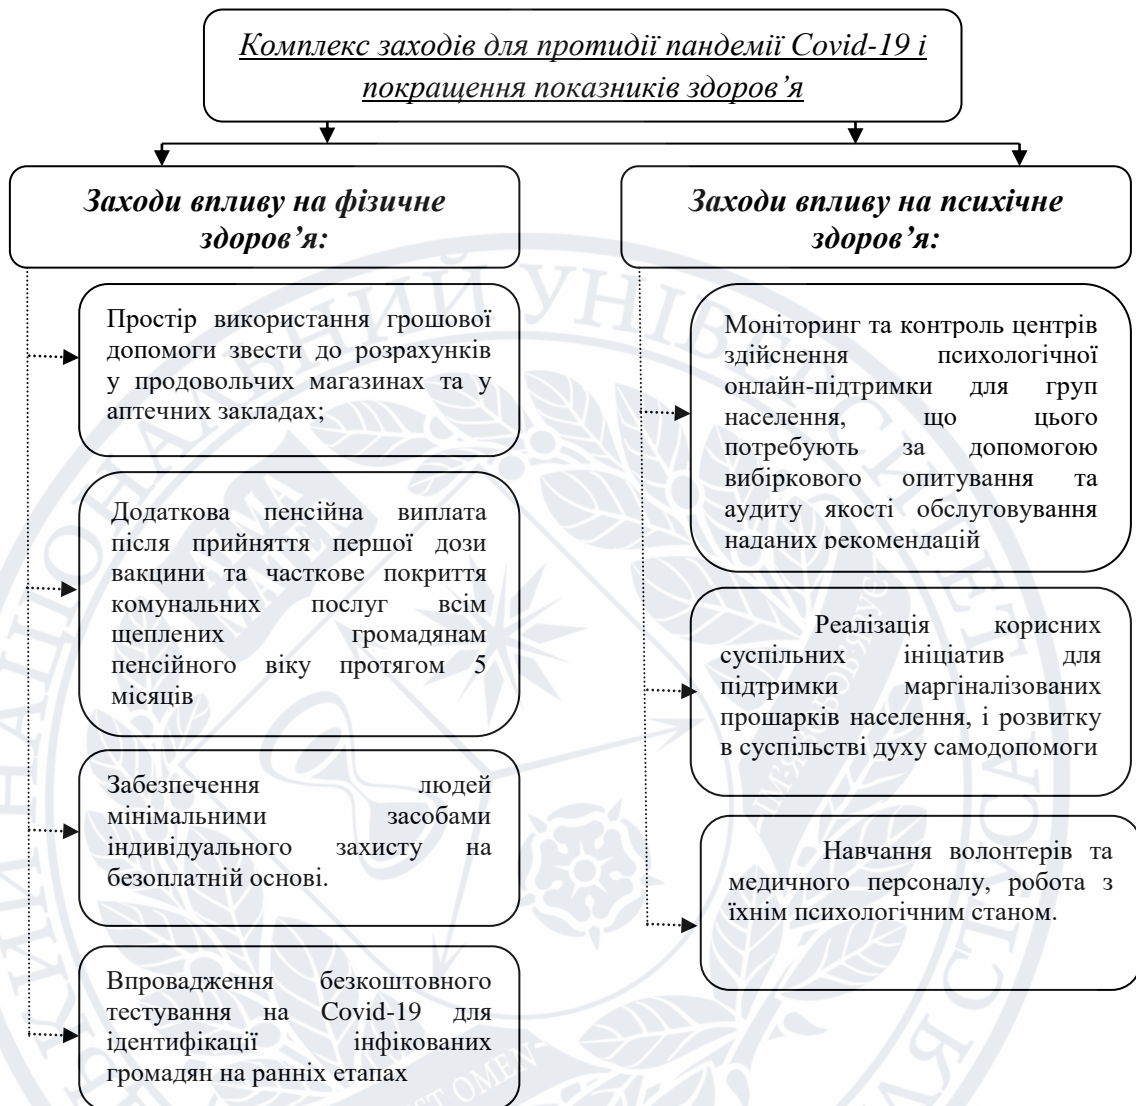 Комплекс заходів для протидії пандемії Covid-19 і
покращення показників здоров’я
Заходи впливу на фізичне
здоров’я:
Простір використання грошової
допомоги звести до розрахунків
у продовольчих магазинах та у
аптечних закладах;
Додаткова пенсійна виплата
після прийняття першої дози
вакцини та часткове покриття
комунальних послуг всім
щеплених громадянам
пенсійного віку протягом 5
місяців
Забезпечення людей
мінімальними засобами
індивідуального захисту на
безоплатній основі.
Впровадження безкоштовного
тестування на Covid-19 для
ідентифікації інфікованих
громадян на ранніх етапах
Заходи впливу на психічне
здоров’я:
Моніторинг та контроль центрів
здійснення психологічної
онлайн-підтримки для груп
населення, що цього
потребують за допомогою
вибіркового опитування та
аудиту якості обслуговування
наданих рекомендацій
Реалізація корисних
суспільних ініціатив для
підтримки маргіналізованих
прошарків населення, і розвитку
в суспільстві духу самодопомоги
Навчання волонтерів та
медичного персоналу, робота з
їхнім психологічним станом.